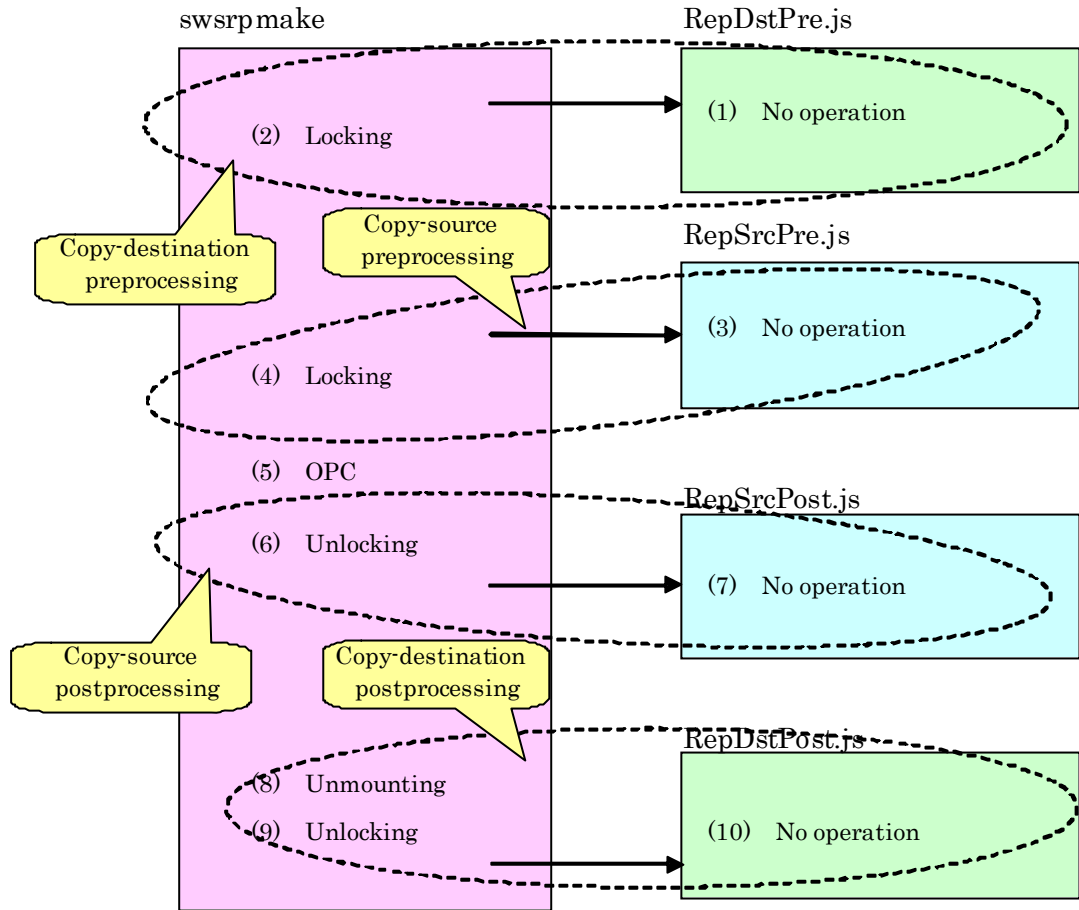 swsrpmake
RepDstPre.js
(1) No operation
(2) Locking
Copy-destination
preprocessing
Copy-source
preprocessing
RepSrcPre.js
(3) No operation
(4) Locking
(5) OPC
RepSrcPost.js
(6) Unlocking
(7) No operation
Copy-source
postprocessing
Copy-destination
postprocessing
RepDstPost.js
(8) Unmounting
(9) Unlocking
(10) No operation